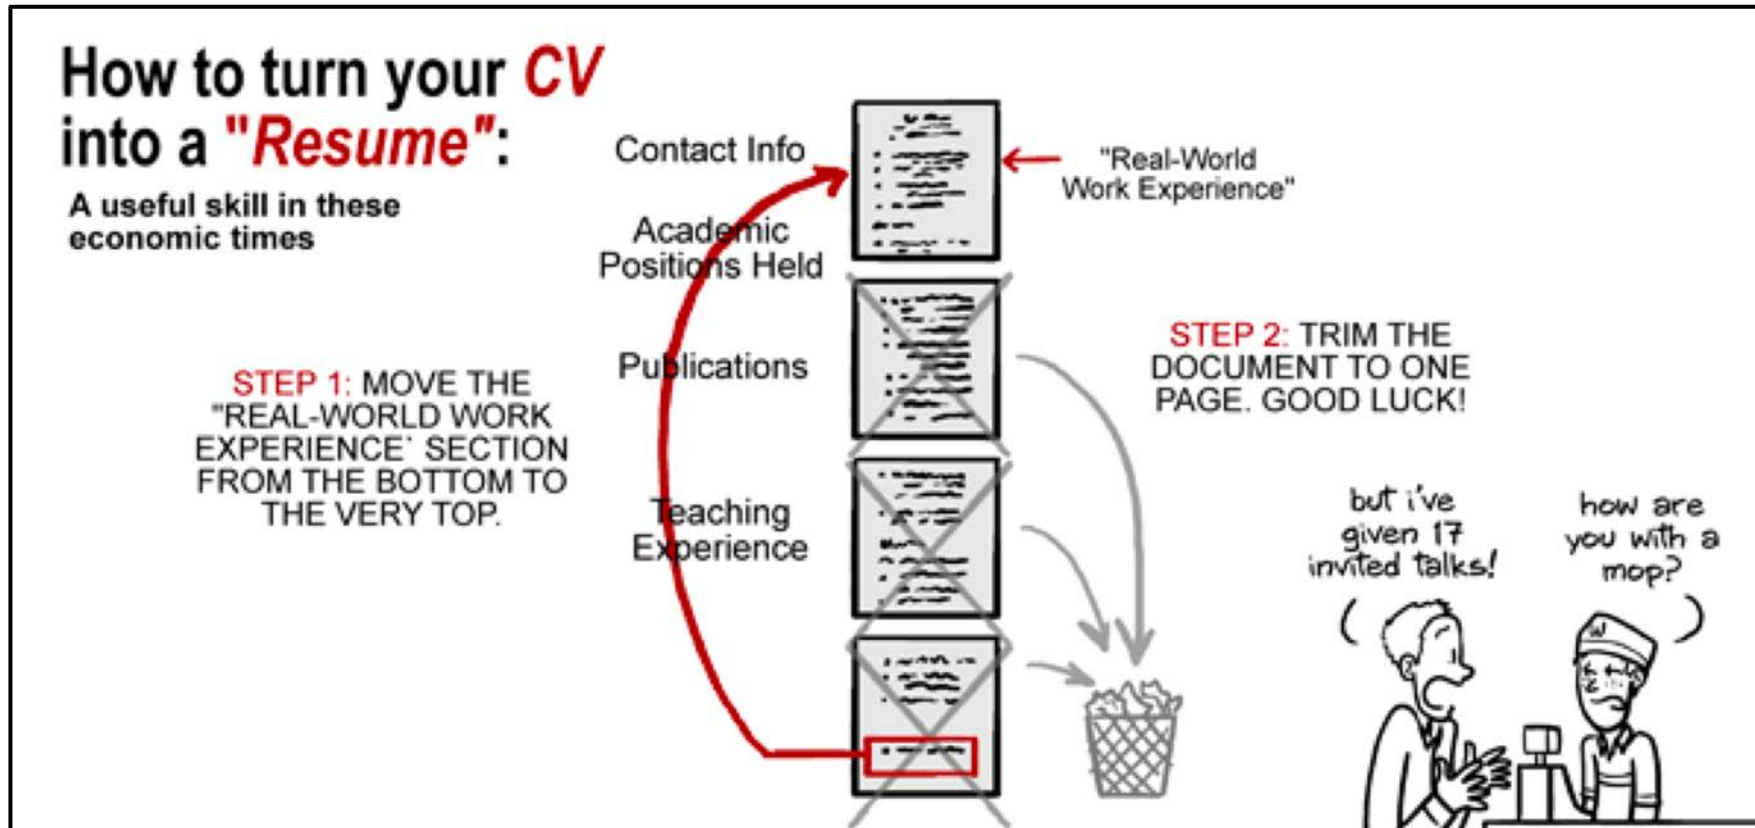 How to turn your CV
into a "Resume":
A useful skill in these
economic times
Contact Info
"Real-World
Work Experience"
Academic
Positions Held
Publications
Teaching
Experience
STEP 1: MOVE THE
"REAL-WORLD WORK
EXPERIENCE` SECTION
FROM THE BOTTOM TO
THE VERY TOP.
STEP 2: TRIM THE
DOCUMENT TO ONE
PAGE. GOOD LUCK!
but i've
given 17
invited talks!
how are
you with a
mop?
W